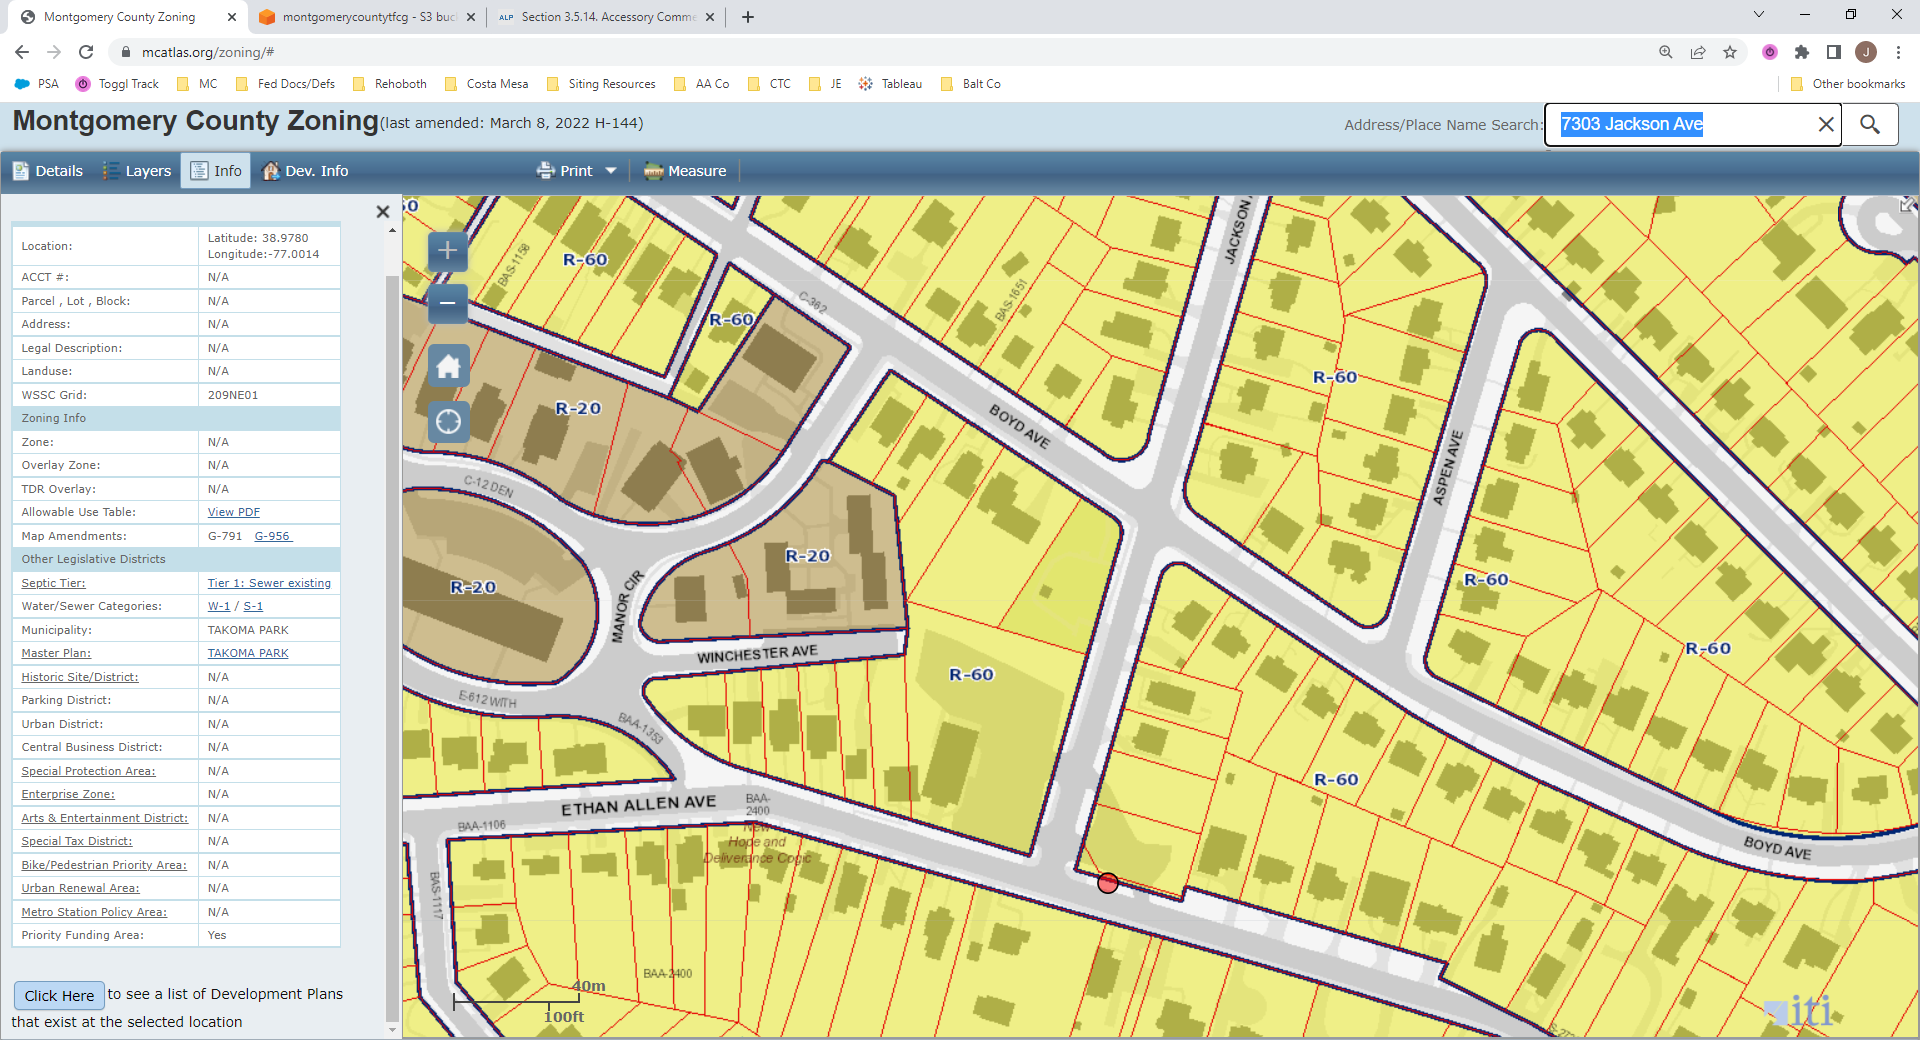 Montgomery County Zoning
montgomerycountytfcg - S3 buc
ALP
Section 3.5.14. Accessory Comme
mcatlas.org/zoning/#
J
PSA
Toggl Track
MC
Fed Docs/Defs
Rehoboth
Costa Mesa
Siting Resources
AA Co
CTC
JE
Tableau
Balt Co
Other bookmarks
Montgomery County Zoning(last amended: March 8, 2022 H-144)
Address/Place Name Search:
7303 Jackson Ave
Details
Layers
Info
Dev. Info
Print
Measure
Location: Latitude: 38.9780
Longitude:-77.0014
ACCT #: N/A
Parcel , Lot , Block: N/A
Address: N/A
Legal Description: N/A
Landuse: N/A
WSSC Grid: 209NE01
Zoning Info
Zone: N/A
Overlay Zone: N/A
TDR Overlay: N/A
Allowable Use Table: View PDF
Map Amendments: G-791 G-956
Other Legislative Districts
Septic Tier: Tier 1: Sewer existing
Water/Sewer Categories: W-1 / S-1
Municipality: TAKOMA PARK
Master Plan: TAKOMA PARK
Historic Site/District: N/A
Parking District: N/A
Urban District: N/A
Central Business District: N/A
Special Protection Area: N/A
Enterprise Zone: N/A
Arts & Entertainment District: N/A
Special Tax District: N/A
Bike/Pedestrian Priority Area: N/A
Urban Renewal Area: N/A
Metro Station Policy Area: N/A
Priority Funding Area: Yes
Click Here to see a list of Development Plans
that exist at the selected location
60
BAS-1158
R-60
C-362
R-60
BAS-1651
JACKSON
R-60
R-20
BOYD AVE
ASPEN AVE
C-12 DEN
R-20
R-20
R-60
MANOR CIR
WINCHESTER AVE
R-60
R-60
E-612 WITH
BAA-1353
R-60
ETHAN ALLEN AVE
BAA-
2400
BAA-1106
New
Hope and
Deliverance Cogic
BOYD AVE
BAS-1117
BAA-2400
40m
100ft
iti